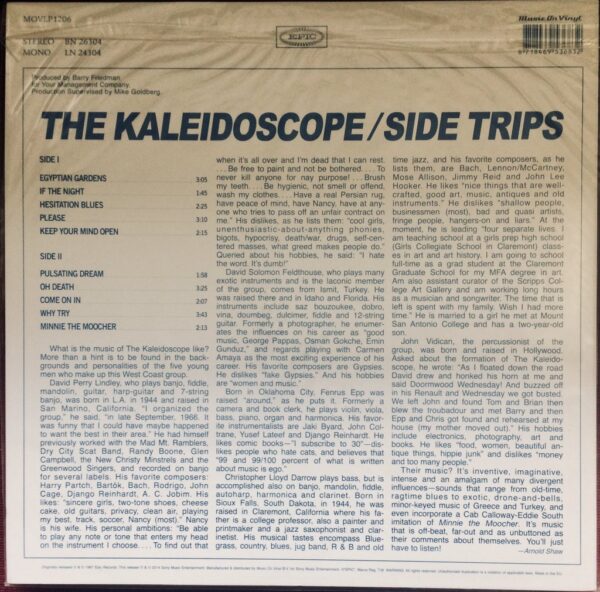 MOVLP1206
Music On Vinyl
STEREO BN 26304
MONO LN 24304
EPIC
Produced by Barry Friedman
for Your Management Company.
Production Supervised by Mike Goldberg.
THE KALEIDOSCOPE/SIDE TRIPS
SIDE I
EGYPTIAN GARDENS 3:05
IF THE NIGHT 1:45
HESITATION BLUES 2:25
PLEASE 3:10
KEEP YOUR MIND OPEN 2:15
SIDE II
PULSATING DREAM 1:58
OH DEATH 3:25
COME ON IN 2:07
WHY TRY 3:43
MINNIE THE MOOCHER 2:13
What is the music of The Kaleidoscope like?
More than a hint is to be found in the back-
grounds and personalities of the five young
men who make up this West Coast group.
David Perry Lindley, who plays banjo, fiddle,
mandolin, guitar, harp-guitar and 7-string
banjo, was born in L.A. in 1944 and raised in
San Marino, California. "I organized the
group," he said, "in late September, 1966. It
was funny that I could have maybe happened
to want the best in their area." He had himself
previously worked with the Mad Mt. Ramblers,
Dry City Scat Band, Randy Boone, Glen
Campbell, the New Christy Minstrels and the
Greenwood Singers, and recorded on banjo
for several labels. His favorite composers:
Harry Partch, Bartók, Bach, Rodrigo, John
Cage, Django Reinhardt, A. C. Jobim. His
likes: "sincere girls, two-tone shoes, cheese
cake, old guitars, privacy, clean air, playing
my best, track, soccer, Nancy (most)." Nancy
is his wife. His personal ambitions: "Be able
to play any note or tone that enters my head
on the instrument I choose. . . . To find out that
when it's all over and I'm dead that I can rest.
. . . Be free to paint and not be bothered. . . . To
never kill anyone for nay purpose! . . . Brush
my teeth. . . . Be hygienic, not smell or offend,
wash my clothes. . . . Have a real Persian rug,
have peace of mind, have Nancy, have at any-
one who tries to pass off an unfair contract on
me." His dislikes, as he lists them: "cool girls,
unenthusiastic-about-anything phonies,
bigots, hypocrisy, death/war, drugs, self-cen-
tered masses, what greed makes people do."
Queried about his hobbies, he said: "I hate
the word. It's dumb!"
David Solomon Feldthouse, who plays many
exotic instruments and is the laconic member
of the group, comes from Ismit, Turkey. He
was raised there and in Idaho and Florida. His
instruments include saz bouzoukee, dobro,
vina, doumbeg, dulcimer, fiddle and 12-string
guitar. Formerly a photographer, he enumer-
ates the influences on his career as "good
music, George Pappas, Osman Gokche, Emin
Gunduz," and regards playing with Carmen
Amaya as the most exciting experience of his
career. His favorite composers are Gypsies.
He dislikes "fake Gypsies." And his hobbies
are "women and music."
Born in Oklahoma City, Fenrus Epp was
raised "around," as he puts it. Formerly a
camera and book clerk, he plays violin, viola,
bass, piano, organ and harmonica. His favor-
ite instrumentalists are Jaki Byard, John Col-
trane, Yusef Lateef and Django Reinhardt. He
likes comic books—"I subscribe to 30"—dis-
likes people who hate cats, and believes that
"99 and 99/100 percent of what is written
about music is ego."
Christopher Lloyd Darrow plays bass, but is
accomplished also on banjo, mandolin, fiddle,
autoharp, harmonica and clarinet. Born in
Sioux Falls, South Dakota, in 1944, he was
raised in Claremont, California where his fa-
ther is a college professor, also a painter and
printmaker and a jazz saxophonist and clar-
inetist. His musical tastes encompass Blue-
grass, country, blues, jug band, R & B and old
time jazz, and his favorite composers, as he
lists them, are Bach, Lennon/McCartney,
Mose Allison, Jimmy Reid and John Lee
Hooker. He likes "nice things that are well-
crafted, good art, music, antiques and old
instruments." He dislikes "shallow people,
businessmen (most), bad and quasi artists,
fringe people, hangers-on and liars." At the
moment, he is leading "four separate lives. I
am teaching school at a girls prep high school
(Girls Collegiate School in Claremont) class-
es in art and art history. I am going to school
full-time as a grad student at the Claremont
Graduate School for my MFA degree in art.
Am also assistant curator of the Scripps Col-
lege Art Gallery and am working long hours
as a musician and songwriter. The time that is
left is spent with my family. Wish I had more
time." He is married to a girl he met at Mount
San Antonio College and has a two-year-old
son.
John Vidican, the percussionist of the
group, was born and raised in Hollywood.
Asked about the formation of The Kaleido-
scope, he wrote: "As I floated down the road
David drew and honked his horn at me and
said Doormwood Wednesday! And buzzed off
in his Renault and Wednesday we got busted.
We left John and found Tom and Brian then
blew the troubadour and met Barry and then
Epp and Chris got found and rehearsed at my
house (my mother moved out)." His hobbies
include "electronics, photography, art and
books. He likes "food, women, beautiful an-
tique things, hippie junk" and dislikes "money
and too many people."
Their music? It's inventive, imaginative,
intense and an amalgam of many divergent
influences—sounds that range from old-time,
ragtime blues to exotic, drone-and-bells,
minor-keyed music of Greece and Turkey, and
even incorporate a Cab Calloway-Eddie South
imitation of Minnie the Moocher. It's music
that is off-beat, far-out and as unbuttoned as
their comments about themselves. You'll just
have to listen!
—Arnold Shaw